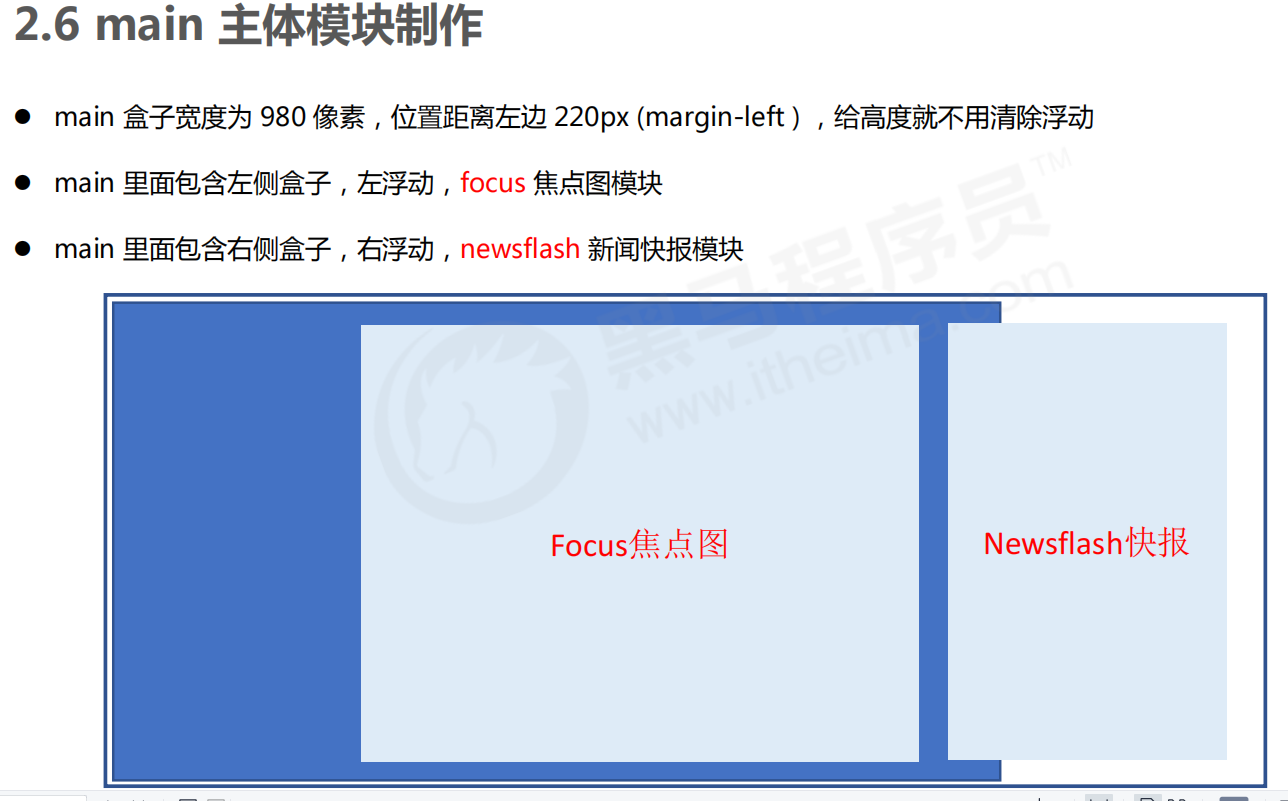 2.6 main 主体模块制作
● main 盒子宽度为 980 像素，位置距离左边 220px (margin-left ) ，给高度就不用清除浮动
● main 里面包含左侧盒子，左浮动，focus 焦点图模块
● main 里面包含右侧盒子，右浮动，newsflash 新闻快报模块
黑马程序员™
www.itheima.com
Focus焦点图
Newsflash快报